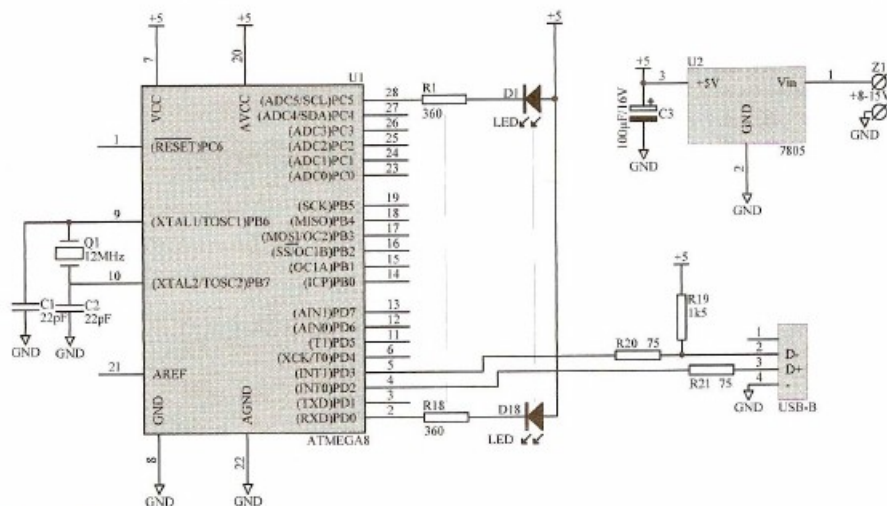 +5
+5
+5
7
20
U1
VCC
AVCC
(ADC5/SCL)PC5
28
R1
360
D1
LED
(ADC4/SDA)PC4
27
(ADC3)PC3
26
(ADC2)PC2
25
(ADC1)PC1
24
(ADC0)PC0
23
1
(RESET)PC6
(SCK)PB5
19
(MISO)PB4
18
(MOSI/OC2)PB3
17
(SS/OC1B)PB2
16
(OC1A)PB1
15
(ICP)PB0
14
9
(XTAL1/TOSC1)PB6
Q1
12MHz
10
(XTAL2/TOSC2)PB7
C1
22pF
C2
22pF
GND
GND
(AIN1)PD7
13
(AIN0)PD6
12
(T1)PD5
11
(XCK/T0)PD4
6
(INT1)PD3
5
(INT0)PD2
4
(TXD)PD1
3
(RXD)PD0
2
21
AREF
GND
AGND
ATMEGA8
8
22
GND
GND
R18
360
D18
LED
+5
3
U2
+5V
Vin
GND
7805
1
Z1
+8-15V
GND
C3
100µF/16V
GND
2
GND
+5
R19
1k5
R20 75
R21 75
1
2
3
4
D-
D+
-
GND
USB-B